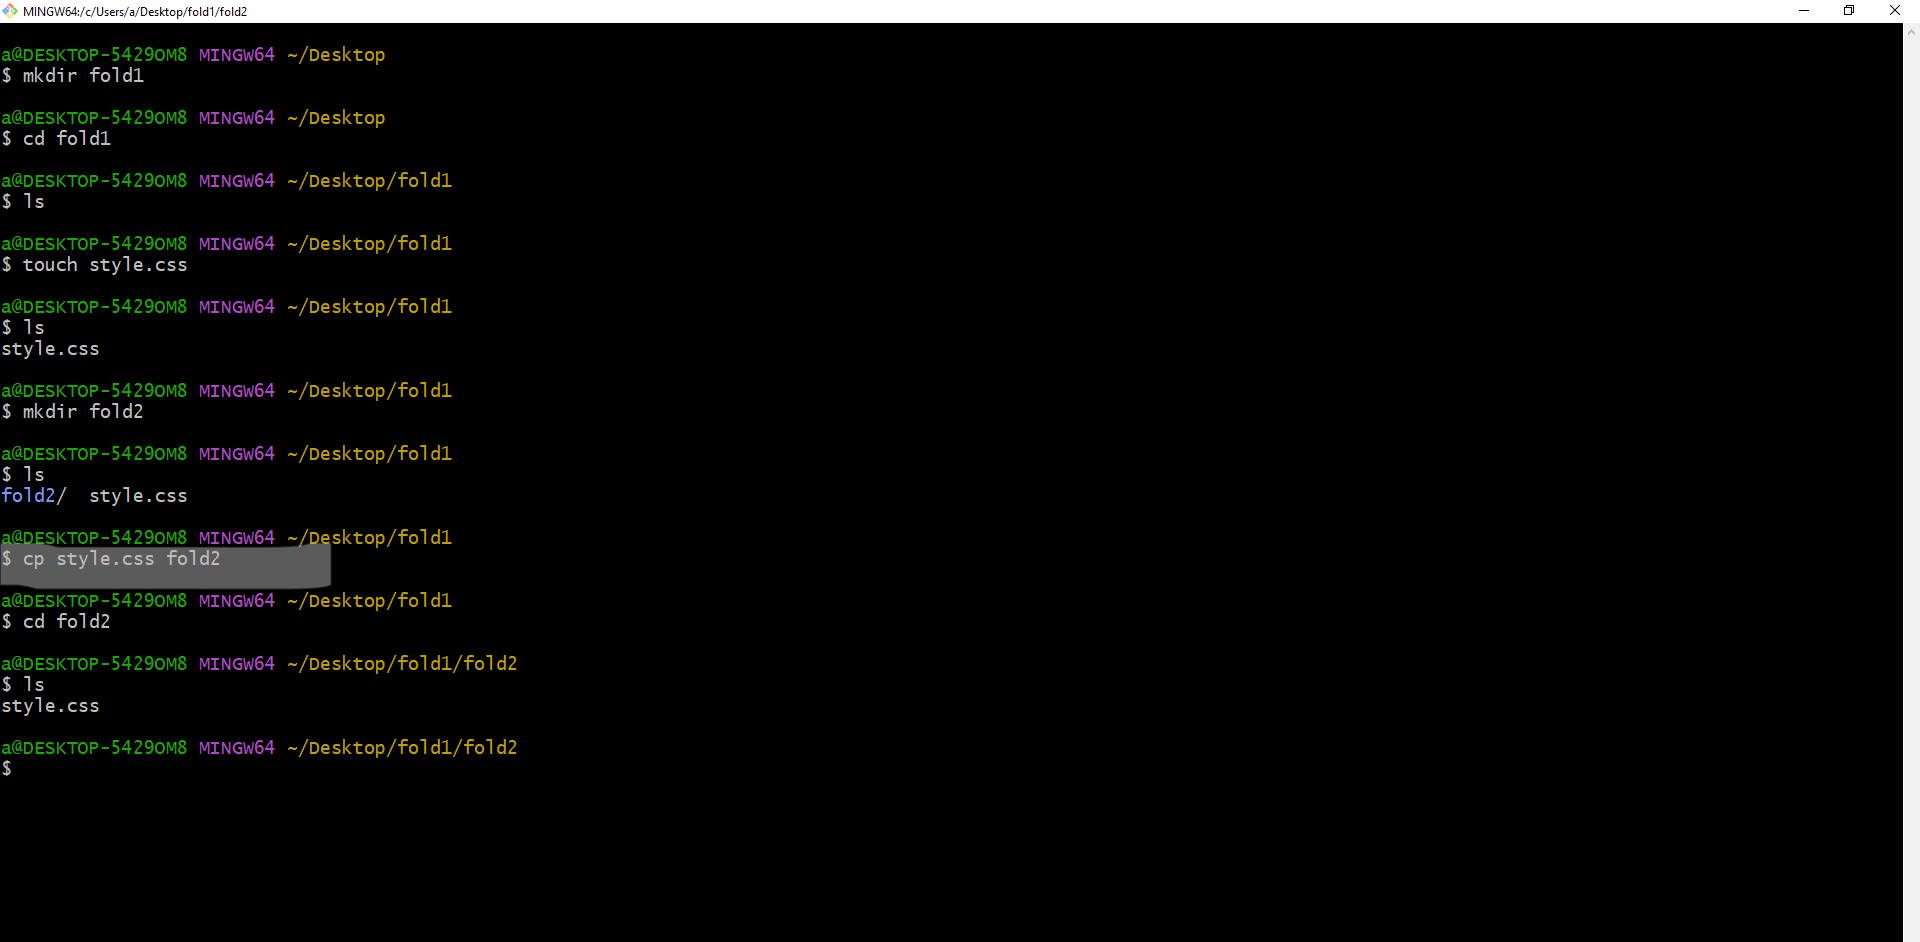 MINGW64:/c/Users/a/Desktop/fold1/fold2
a@DESKTOP-5429OM8 MINGW64 ~/Desktop
$ mkdir fold1
a@DESKTOP-5429OM8 MINGW64 ~/Desktop
$ cd fold1
a@DESKTOP-5429OM8 MINGW64 ~/Desktop/fold1
$ ls
a@DESKTOP-5429OM8 MINGW64 ~/Desktop/fold1
$ touch style.css
a@DESKTOP-5429OM8 MINGW64 ~/Desktop/fold1
$ ls
style.css
a@DESKTOP-5429OM8 MINGW64 ~/Desktop/fold1
$ mkdir fold2
a@DESKTOP-5429OM8 MINGW64 ~/Desktop/fold1
$ ls
fold2/  style.css
a@DESKTOP-5429OM8 MINGW64 ~/Desktop/fold1
$ cp style.css fold2
a@DESKTOP-5429OM8 MINGW64 ~/Desktop/fold1
$ cd fold2
a@DESKTOP-5429OM8 MINGW64 ~/Desktop/fold1/fold2
$ ls
style.css
a@DESKTOP-5429OM8 MINGW64 ~/Desktop/fold1/fold2
$